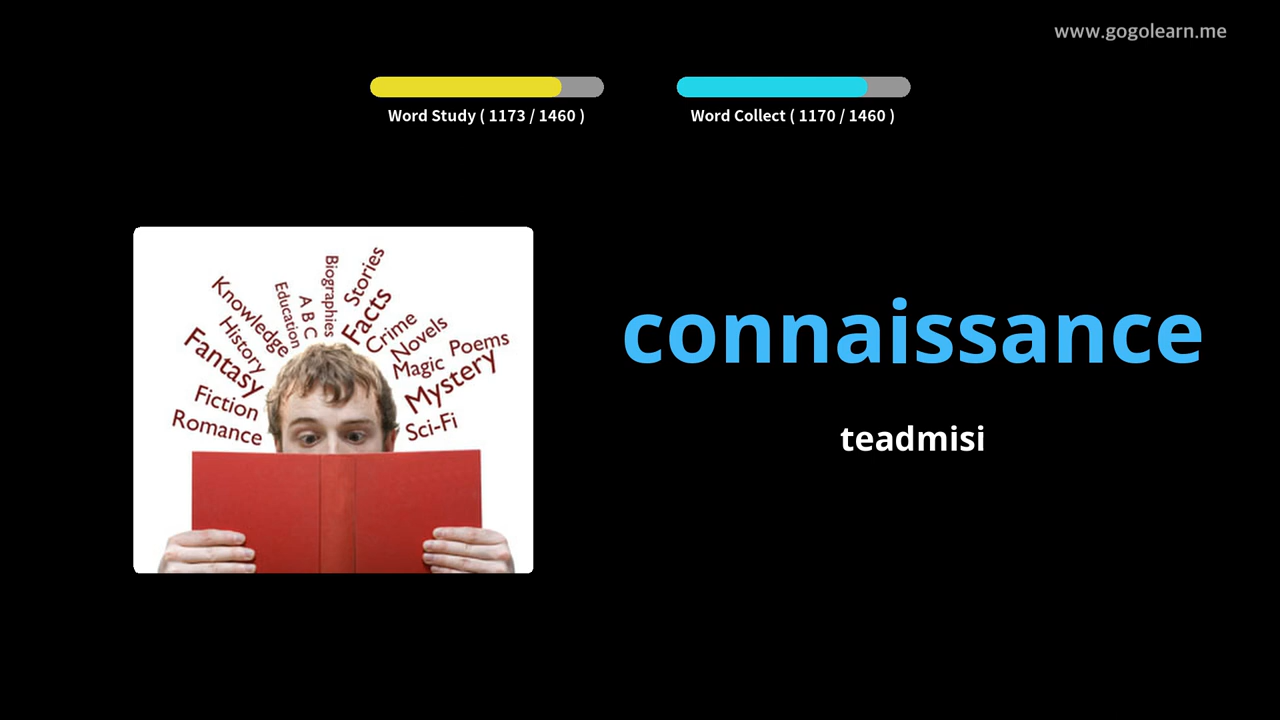 www.gogolearn.me
Word Study ( 1173 / 1460 )
Word Collect ( 1170 / 1460 )
connaissance
teadmisi
Knowledge
Education
A B C
Biographies
Stories
Facts
Crime
Novels
Poems
Magic
Mystery
Sci-Fi
History
Fantasy
Fiction
Romance